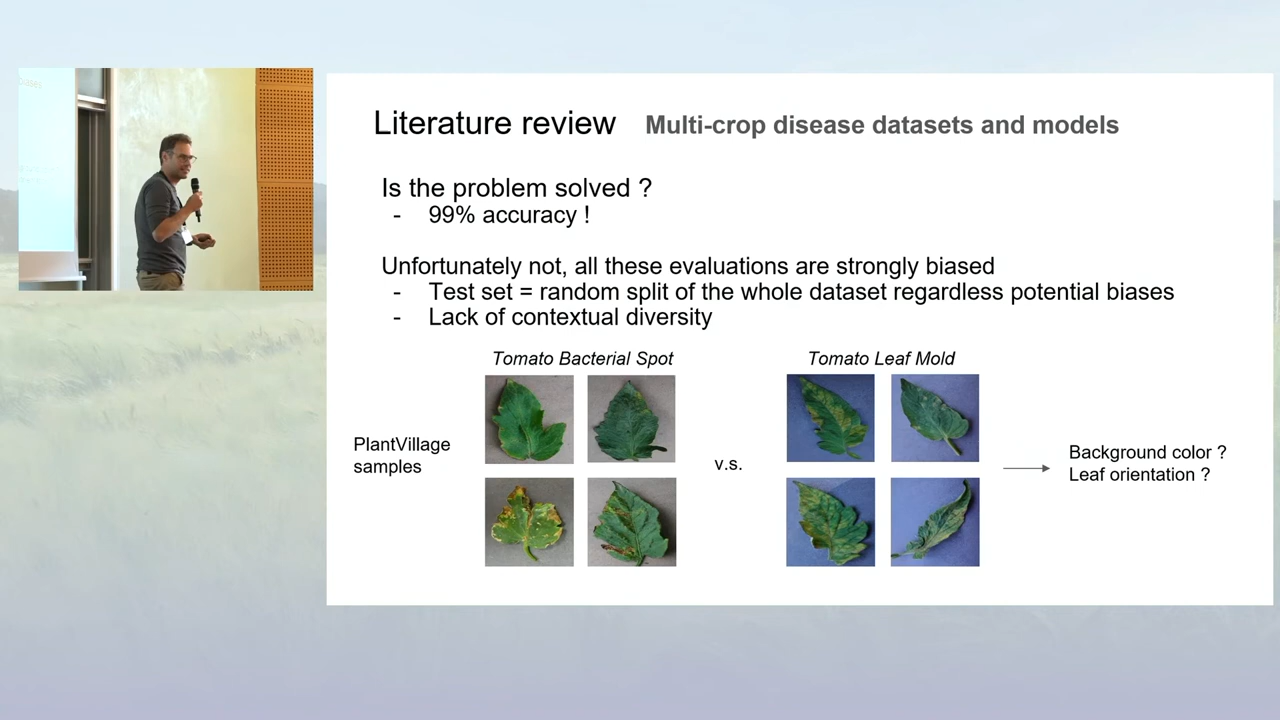 Literature review Multi-crop disease datasets and models
Is the problem solved ?
- 99% accuracy !
Unfortunately not, all these evaluations are strongly biased
- Test set = random split of the whole dataset regardless potential biases
- Lack of contextual diversity
Tomato Bacterial Spot
Tomato Leaf Mold
PlantVillage
samples
v.s.
Background color ?
Leaf orientation ?